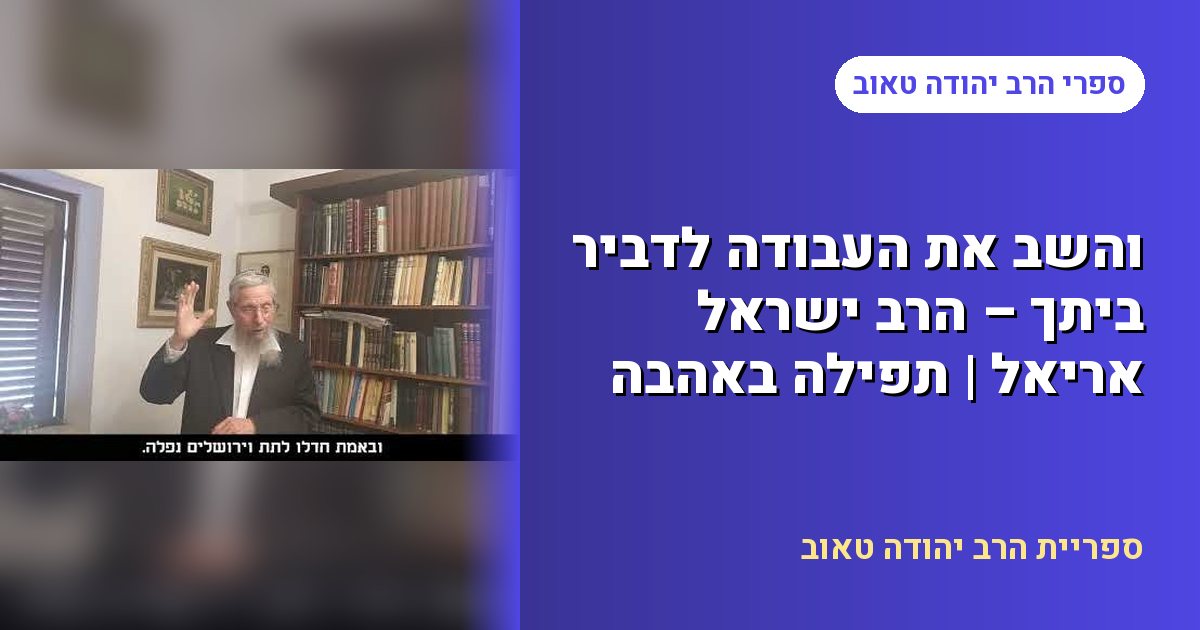 ספרי הרב יהודה טאוב
והשב את העבודה לדביר
ביתך – הרב ישראל
אריאל | תפילה באהבה
ובאמת חדלו לתת וירושלים נפלה.
ספריית הרב יהודה טאוב